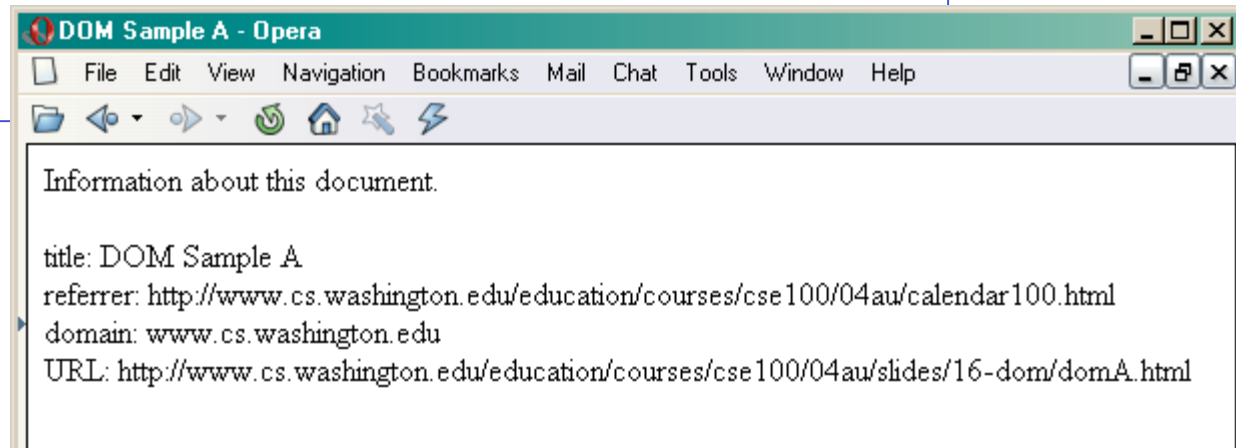 DOM Sample A - Opera
File Edit View Navigation Bookmarks Mail Chat Tools Window Help
Information about this document.
title: DOM Sample A
referrer: http://www.cs.washington.edu/education/courses/cse100/04au/calendar100.html
domain: www.cs.washington.edu
URL: http://www.cs.washington.edu/education/courses/cse100/04au/slides/16-dom/domA.html